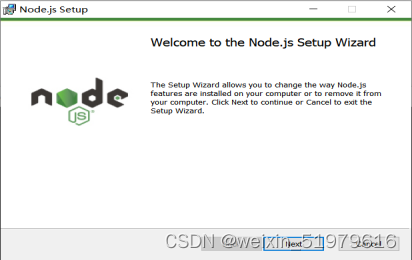 Node.js Setup
Welcome to the Node.js Setup Wizard
node
JS
The Setup Wizard allows you to change the way Node.js
features are installed on your computer or to remove it from
your computer. Click Next to continue or Cancel to exit the
Setup Wizard.
Next
Cancel
CSDN @weixin_51979616